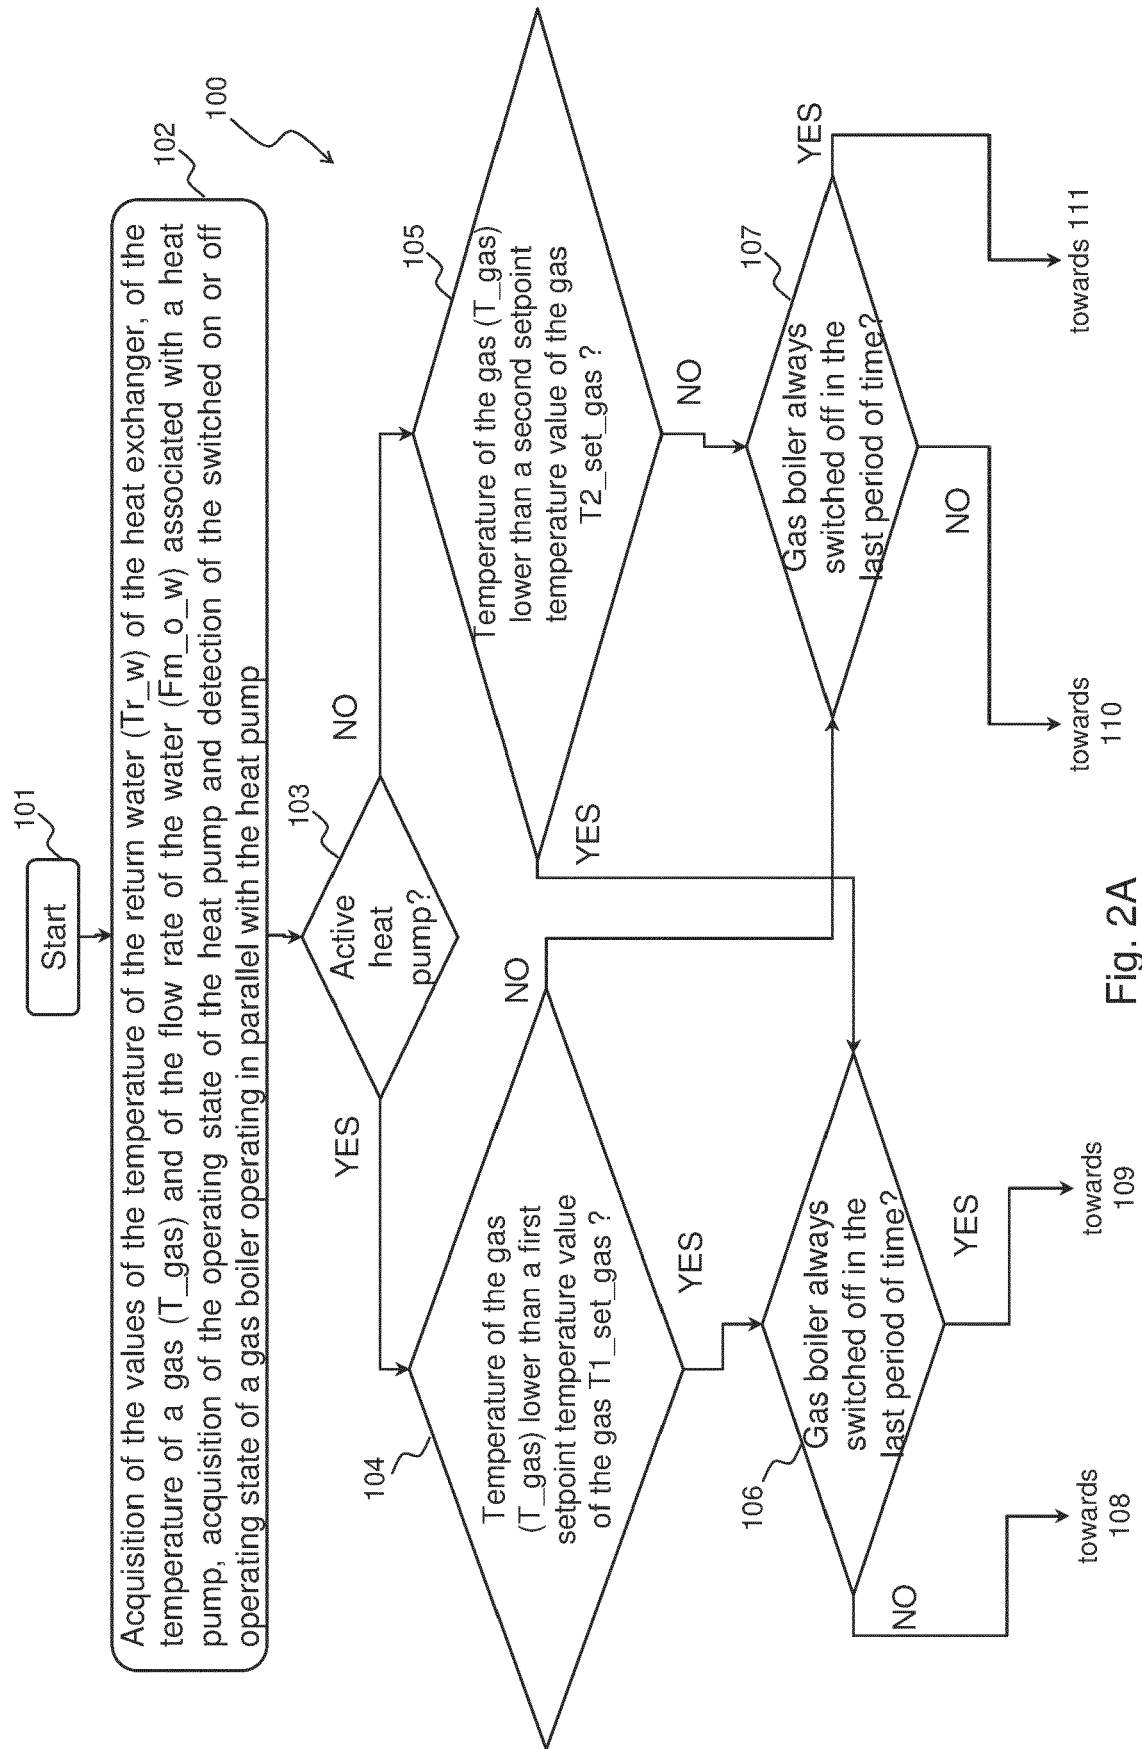 Start
101
102
100
Acquisition of the values of the temperature of the return water (Tr_w) of the heat exchanger, of the
temperature of a gas (T_gas) and of the flow rate of the water (Fm_o_w) associated with a heat
pump, acquisition of the operating state of the heat pump and detection of the switched on or off
operating state of a gas boiler operating in parallel with the heat pump
103
Active
heat
pump?
YES
NO
104
Temperature of the gas
(T_gas) lower than a first
setpoint temperature value
of the gas T1_set_gas ?
NO
YES
105
Temperature of the gas (T_gas)
lower than a second setpoint
temperature value of the gas
T2_set_gas ?
YES
NO
106
Gas boiler always
switched off in the
last period of time?
NO
YES
107
Gas boiler always
switched off in the
last period of time?
NO
YES
towards
108
towards
109
towards
110
towards 111
Fig. 2A